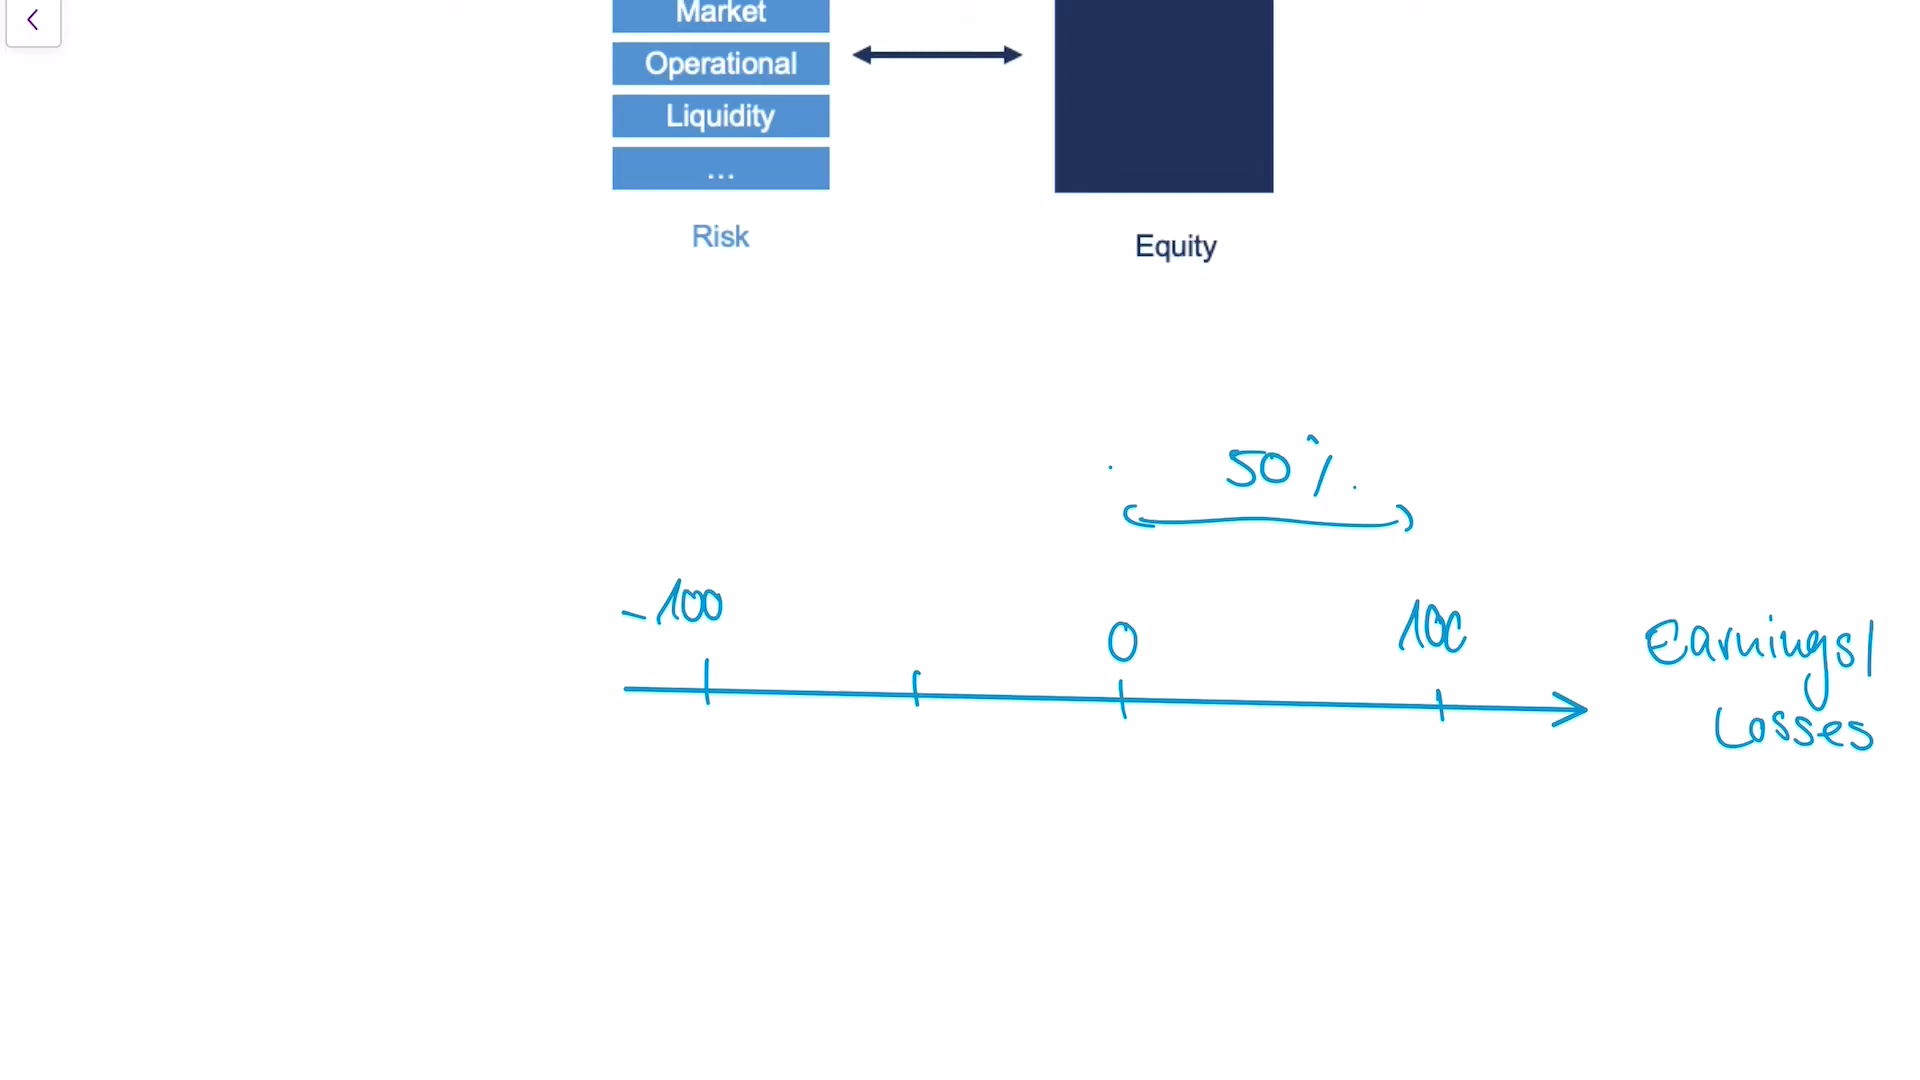 Market
Operational
Liquidity
...
Risk
Equity
50%
-100
0
100
Earnings/
Losses